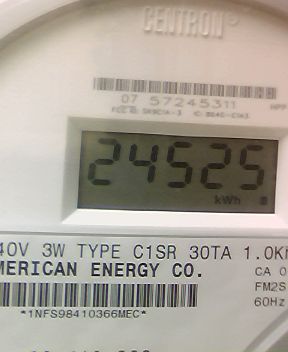 CENTRON®
07 57245311
24525
kWh
40V 3W TYPE C1SR 30TA 1.0K
MERICAN ENERGY CO.
CA 0
FM2S
60Hz
*1NFS98410366MEC*